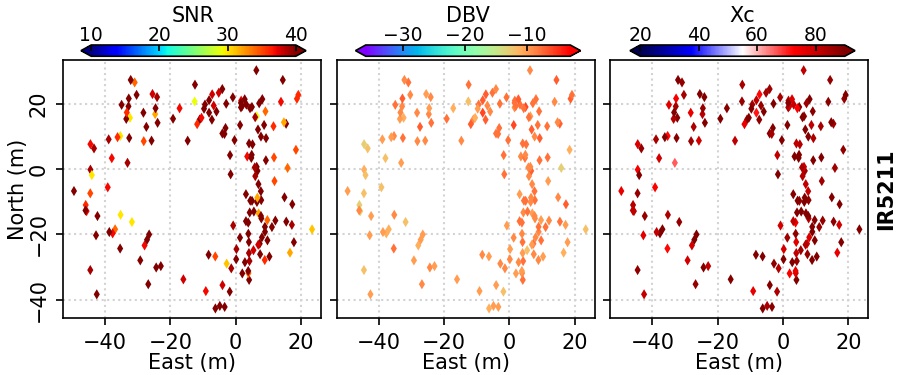 SNR DBV Xc
10 20 30 40 −30 −20 −10 20 40 60 80
20
0
−20
−40
North (m)
IR5211
−40 −20 0 20 −40 −20 0 20 −40 −20 0 20
East (m) East (m) East (m)